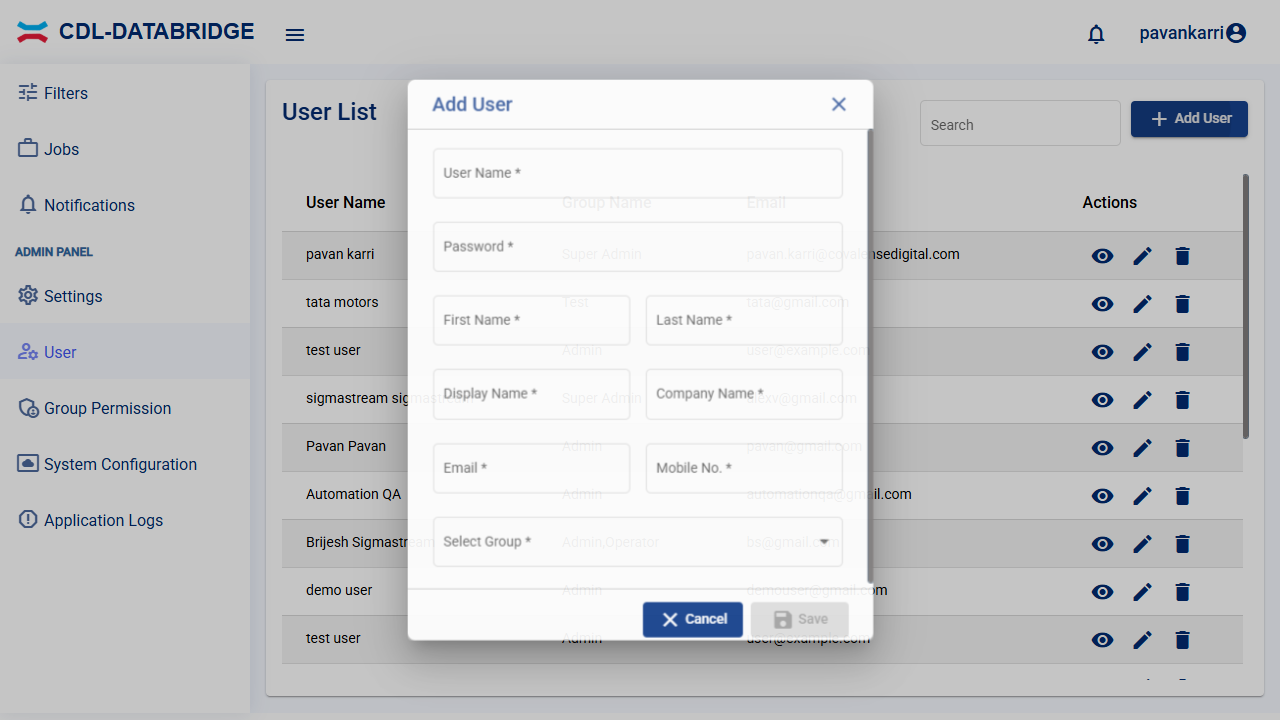 CDL-DATABRIDGE
pavankarri
Filters
Jobs
Notifications
ADMIN PANEL
Settings
User
Group Permission
System Configuration
Application Logs
User List
Search
Add User
User Name Group Name Email Actions
pavan karri Super Admin pavan.karri@covalensedigital.com
tata motors Test tata@gmail.com
test user Admin user@example.com
sigmastream sigmastream Super Admin alexv@gmail.com
Pavan Pavan Admin pavan@gmail.com
Automation QA Admin automationqa@gmail.com
Brijesh Sigmastream Admin,Operator bs@gmail.com
demo user Admin demouser@gmail.com
test user Admin user@example.com
Add User
User Name *
Password *
First Name * Last Name *
Display Name * Company Name *
Email * Mobile No. *
Select Group *
Cancel Save